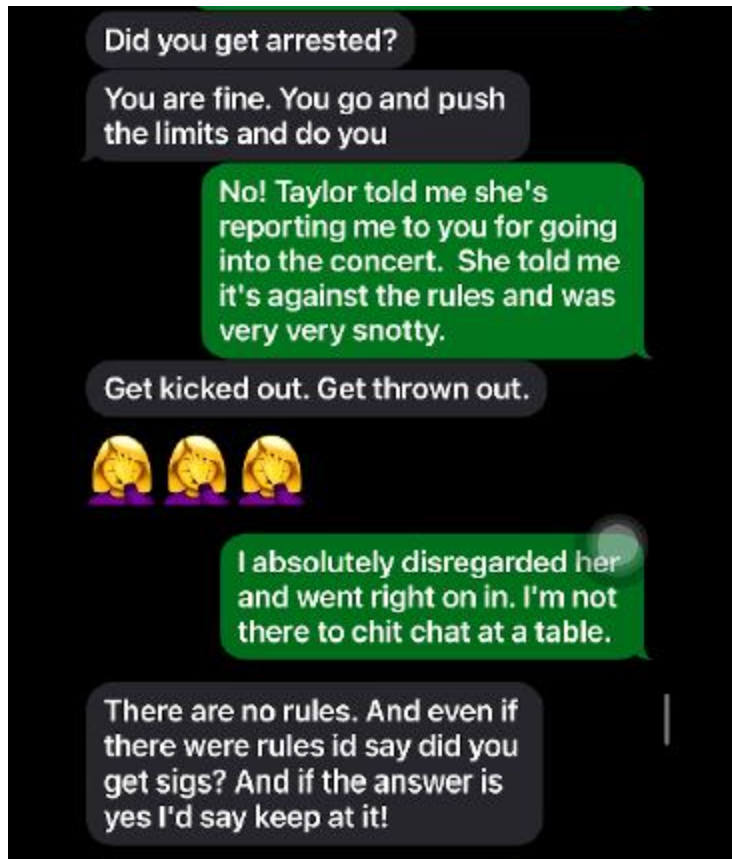 Did you get arrested?
You are fine. You go and push
the limits and do you
No! Taylor told me she's
reporting me to you for going
into the concert.  She told me
it's against the rules and was
very very snotty.
Get kicked out. Get thrown out.
I absolutely disregarded her
and went right on in. I'm not
there to chit chat at a table.
There are no rules. And even if
there were rules id say did you
get sigs? And if the answer is
yes I'd say keep at it!